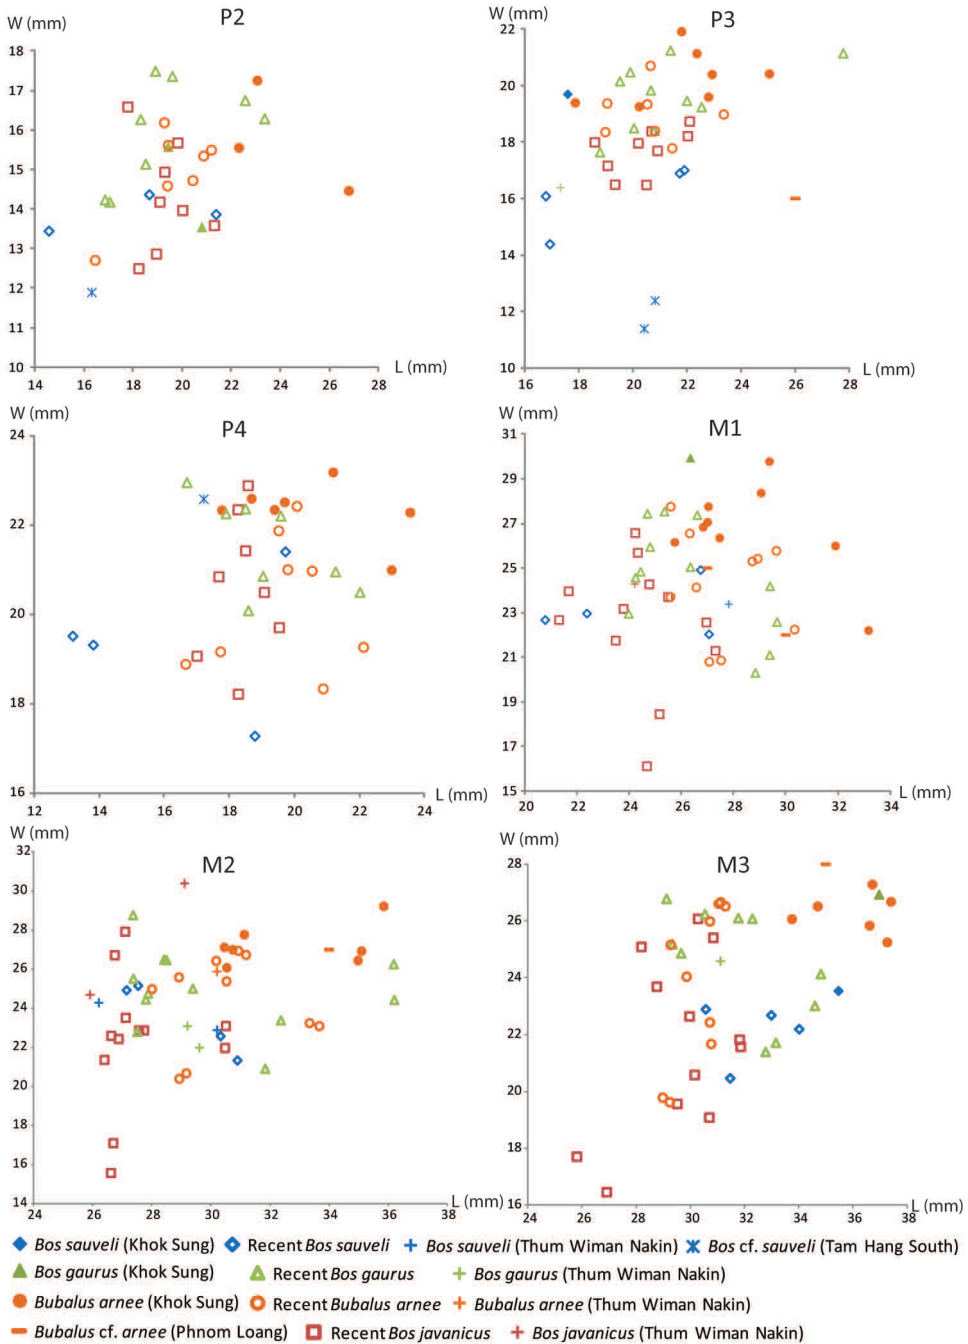 W (mm)
P2
18
17
16
15
14
13
12
11
10
14 16 18 20 22 24 26 28
L (mm)
W (mm)
P3
22
20
18
16
14
12
10
16 18 20 22 24 26 28
L (mm)
W (mm)
P4
24
22
20
18
16
12 14 16 18 20 22 24
L (mm)
W (mm)
M1
31
29
27
25
23
21
19
17
15
20 22 24 26 28 30 32 34
L (mm)
W (mm)
M2
32
30
28
26
24
22
20
18
16
14
24 26 28 30 32 34 36 38
L (mm)
W (mm)
M3
28
26
24
22
20
18
16
24 26 28 30 32 34 36 38
L (mm)
Bos sauveli (Khok Sung) Recent Bos sauveli Bos sauveli (Thum Wiman Nakin) Bos cf. sauveli (Tam Hang South)
Bos gaurus (Khok Sung) Recent Bos gaurus Bos gaurus (Thum Wiman Nakin)
Bubalus arnee (Khok Sung) Recent Bubalus arnee Bubalus arnee (Thum Wiman Nakin)
Bubalus cf. arnee (Phnom Loang) Recent Bos javanicus Bos javanicus (Thum Wiman Nakin)